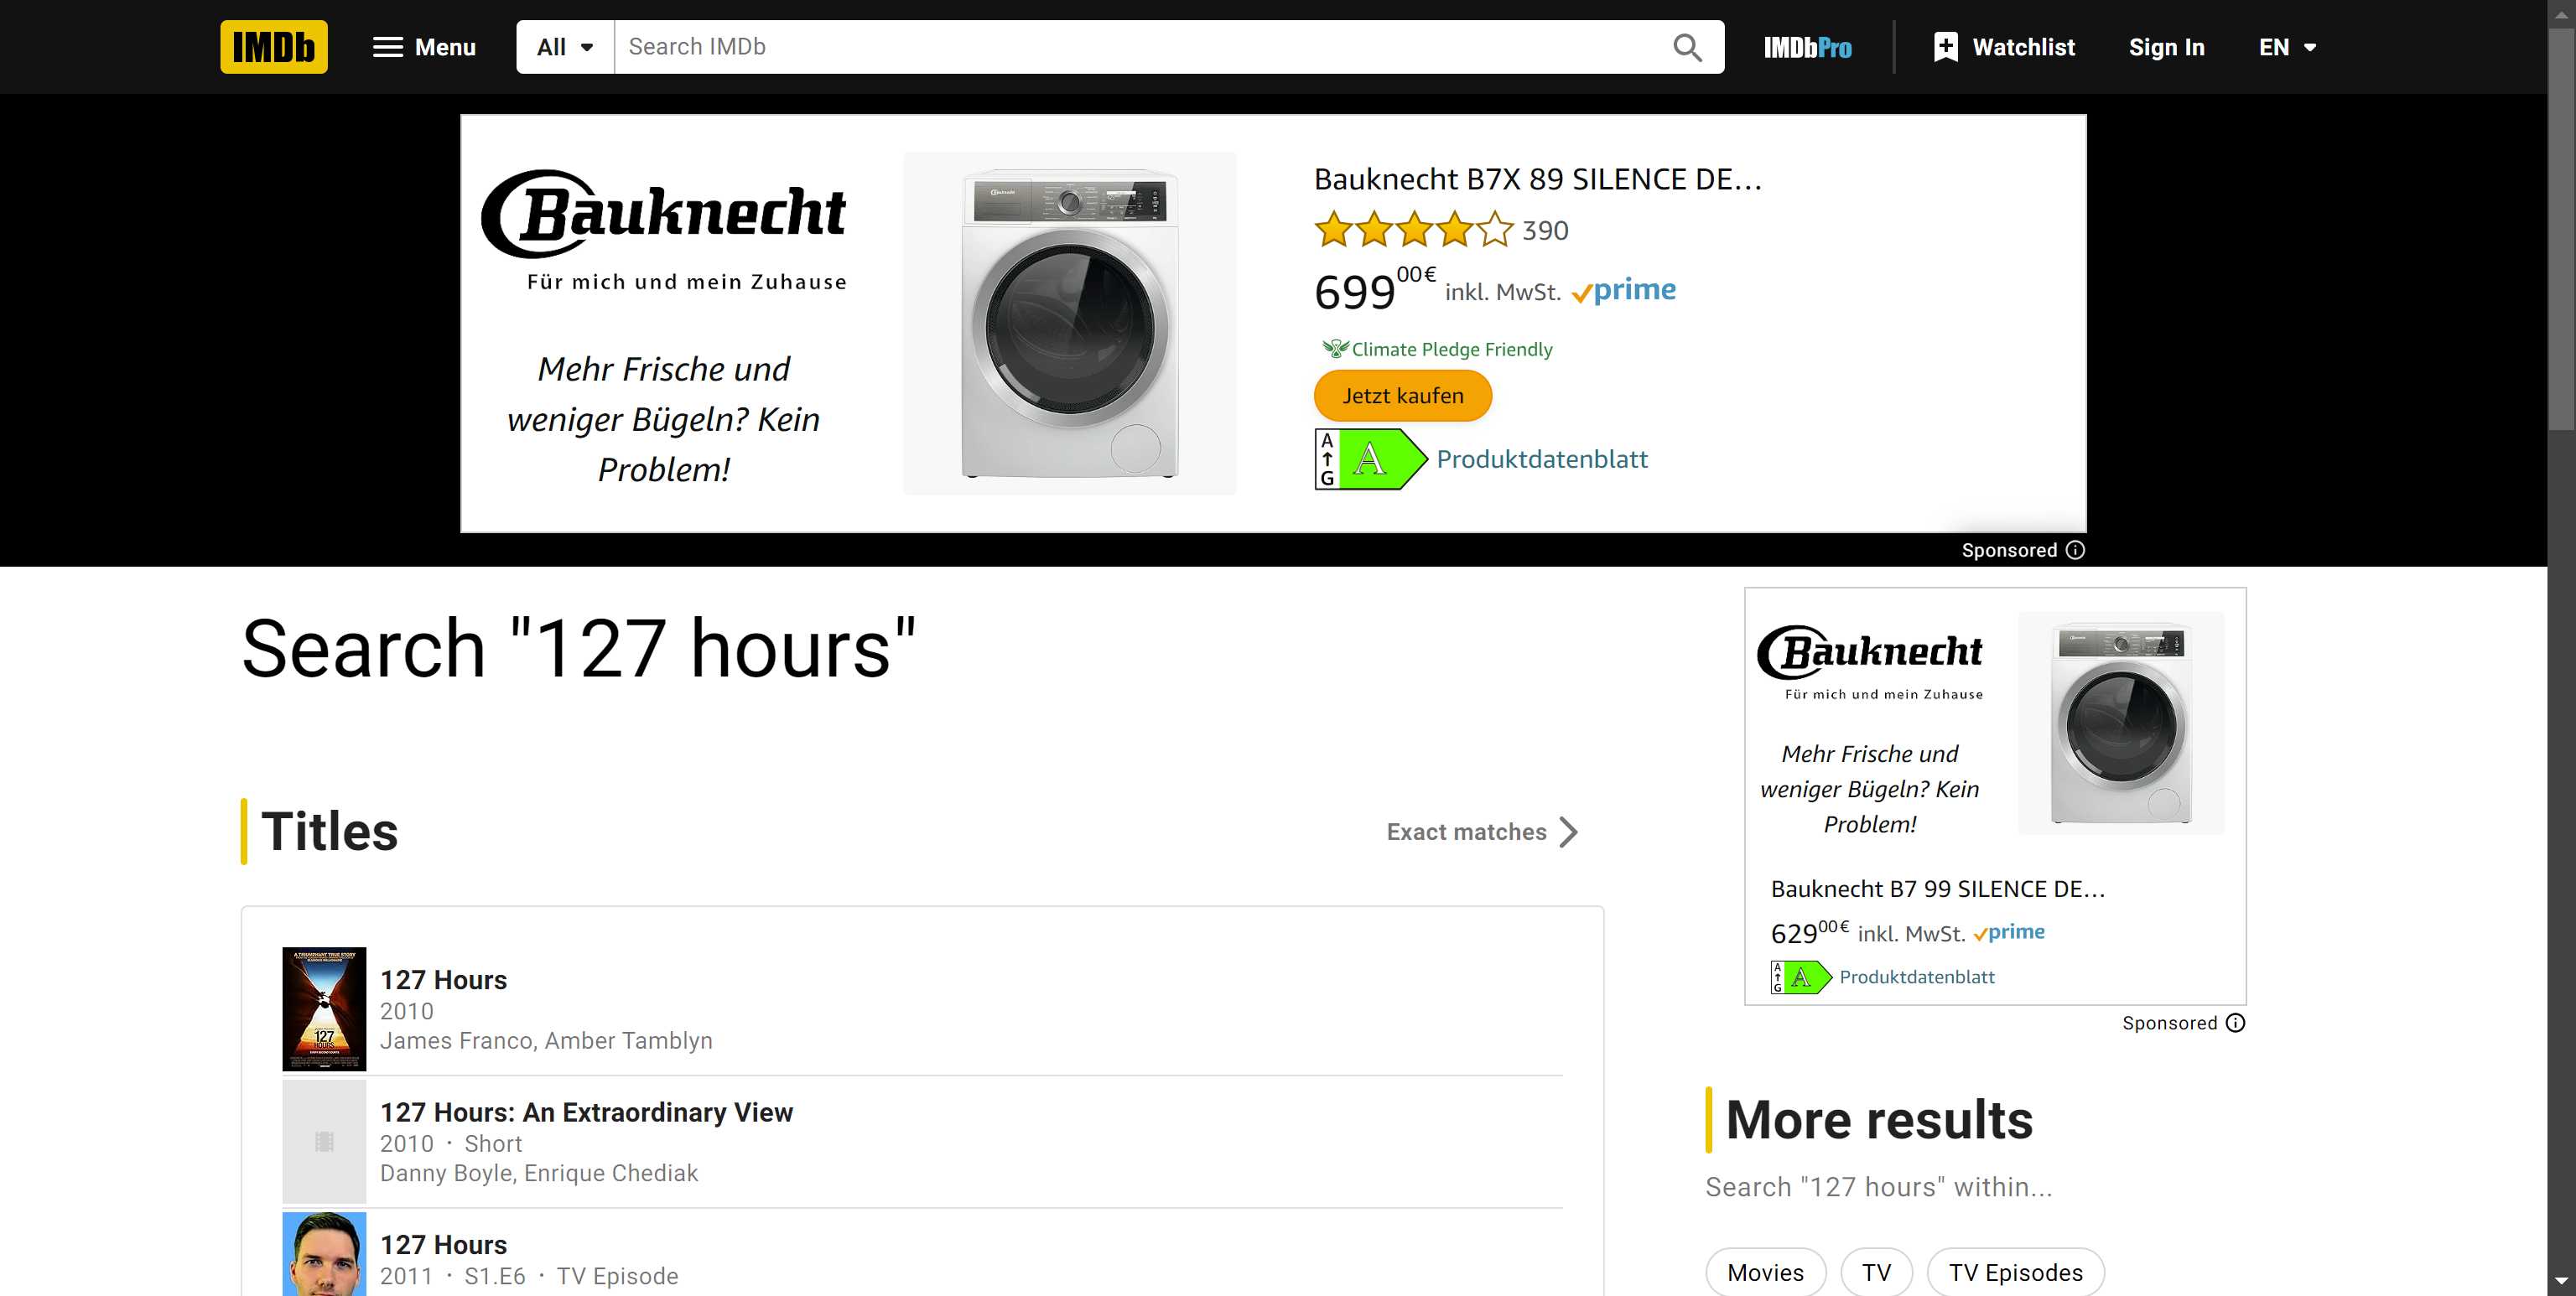 IMDb
Menu
All
Search IMDb
IMDbPro
Watchlist
Sign In
EN
Bauknecht
Für mich und mein Zuhause
Mehr Frische und
weniger Bügeln? Kein
Problem!
Bauknecht B7X 89 SILENCE DE…
390
699 00€ inkl. MwSt. prime
Climate Pledge Friendly
Jetzt kaufen
A
G
A
Produktdatenblatt
Sponsored
Search "127 hours"
Titles
Exact matches
127 Hours
2010
James Franco, Amber Tamblyn
127
HOURS
127 Hours: An Extraordinary View
2010 · Short
Danny Boyle, Enrique Chediak
127 Hours
2011 · S1.E6 · TV Episode
Bauknecht
Für mich und mein Zuhause
Mehr Frische und
weniger Bügeln? Kein
Problem!
Bauknecht B7 99 SILENCE DE…
629 00€ inkl. MwSt. prime
A
G
A
Produktdatenblatt
Sponsored
More results
Search "127 hours" within...
Movies
TV
TV Episodes